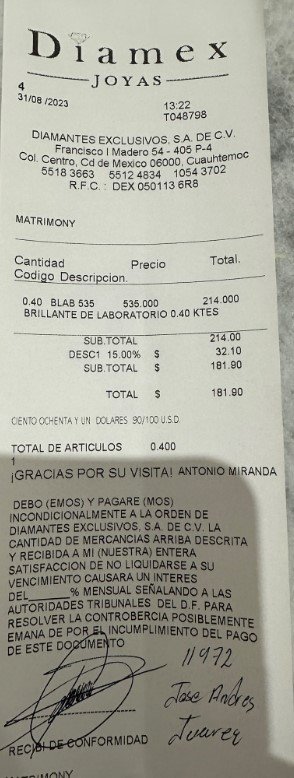 Diamex
JOYAS
4
31/08/2023 13:22
T048798
DIAMANTES EXCLUSIVOS, S.A. DE C.V.
Francisco I Madero 54 - 405 P-4
Col. Centro, Cd de Mexico 06000, Cuauhtemoc
5518 3663 5512 4834 1054 3702
R.F.C. : DEX 050113 6R8
MATRIMONY
Cantidad Precio Total.
Codigo Descripcion.
0.40 BLAB 535 535.000 214.000
BRILLANTE DE LABORATORIO 0.40 KTES
SUB.TOTAL 214.00
DESC1 15.00% $ 32.10
SUB.TOTAL $ 181.90
TOTAL $ 181.90
CIENTO OCHENTA Y UN DOLARES 90/100 U.S.D
TOTAL DE ARTICULOS 0.400
1
¡GRACIAS POR SU VISITA! ANTONIO MIRANDA
DEBO (EMOS) Y PAGARE (MOS)
INCONDICIONALMENTE A LA ORDEN DE
DIAMANTES EXCLUSIVOS, S.A. DE C.V. LA
CANTIDAD DE MERCANCIAS ARRIBA DESCRITA
Y RECIBIDA A MI (NUESTRA) ENTERA
SATISFACCION DE NO LIQUIDARSE A SU
VENCIMIENTO CAUSARA UN INTERES
DEL_____% MENSUAL SEÑALANDO A LAS
AUTORIDADES TRIBUNALES DEL D.F. PARA
RESOLVER LA CONTROBERCIA POSIBLEMENTE
EMANA DE POR EL INCUMPLIMIENTO DEL PAGO
DE ESTE DOCUMENTO
11972
Jose Andres
Juarez
RECIBI DE CONFORMIDAD
MATRIMONY